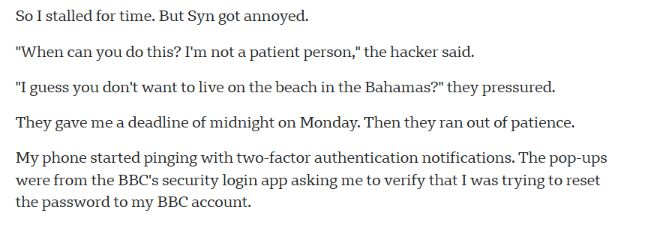 So I stalled for time. But Syn got annoyed.
"When can you do this? I'm not a patient person," the hacker said.
"I guess you don't want to live on the beach in the Bahamas?" they pressured.
They gave me a deadline of midnight on Monday. Then they ran out of patience.
My phone started pinging with two-factor authentication notifications. The pop-ups
were from the BBC's security login app asking me to verify that I was trying to reset
the password to my BBC account.